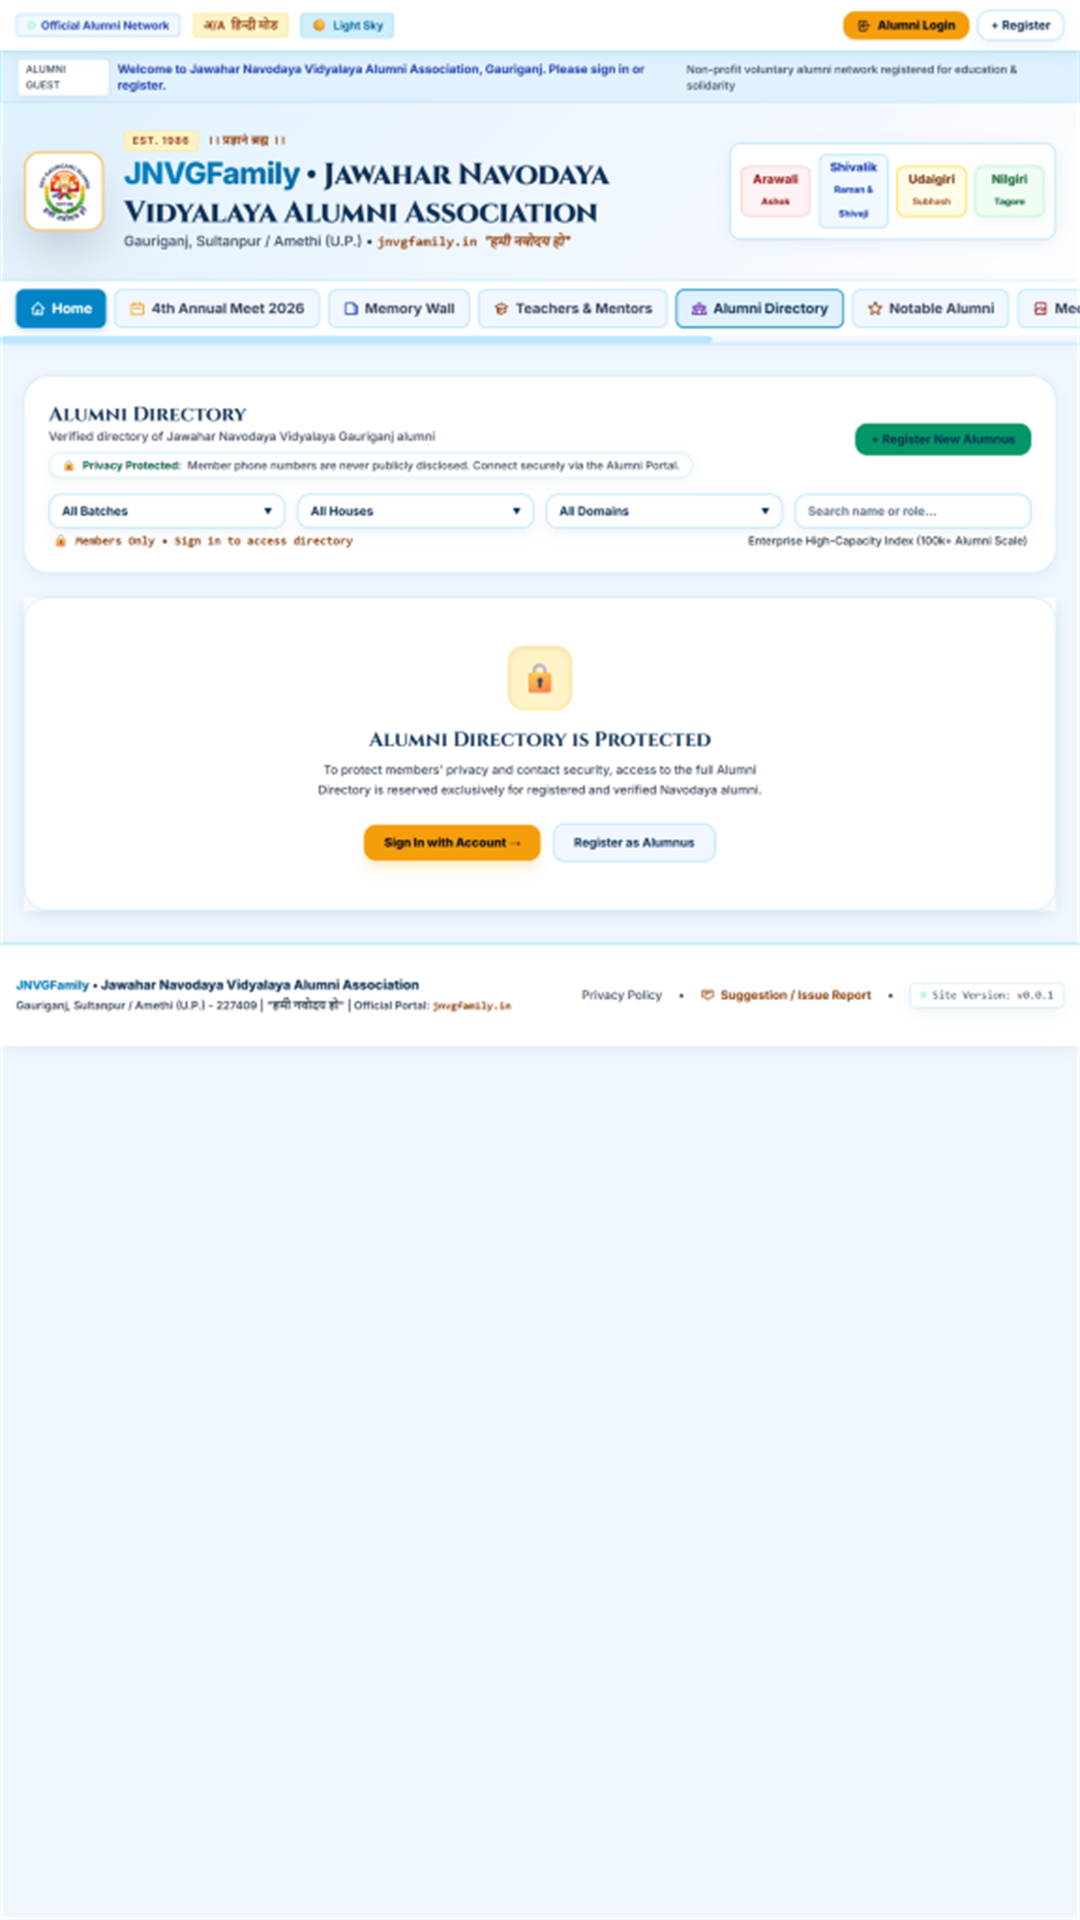 Official Alumni Network
अ/A हिन्दी मोड
Light Sky
Alumni Login
+ Register
ALUMNI GUEST
Welcome to Jawahar Navodaya Vidyalaya Alumni Association, Gauriganj. Please sign in or
register.
Non-profit voluntary alumni network registered for education &
solidarity
EST. 1986
।। प्रज्ञानं ब्रह्म ।।
JNVGFamily • Jawahar Navodaya
Vidyalaya Alumni Association
Gauriganj, Sultanpur / Amethi (U.P.) • jnvgfamily.in "हमी नवोदय हो"
Arawali
Ashok
Shivalik
Raman &
Shivaji
Udaigiri
Subhash
Nilgiri
Tagore
Home
4th Annual Meet 2026
Memory Wall
Teachers & Mentors
Alumni Directory
Notable Alumni
Alumni Directory
Verified directory of Jawahar Navodaya Vidyalaya Gauriganj alumni
Privacy Protected: Member phone numbers are never publicly disclosed. Connect securely via the Alumni Portal.
+ Register New Alumnus
All Batches
All Houses
All Domains
Search name or role...
Members Only • Sign in to access directory
Enterprise High-Capacity Index (100k+ Alumni Scale)
Alumni Directory is Protected
To protect members' privacy and contact security, access to the full Alumni
Directory is reserved exclusively for registered and verified Navodaya alumni.
Sign In with Account →
Register as Alumnus
JNVGFamily • Jawahar Navodaya Vidyalaya Alumni Association
Gauriganj, Sultanpur / Amethi (U.P.) - 227409 | "हमी नवोदय हो" | Official Portal: jnvgfamily.in
Privacy Policy • Suggestion / Issue Report • Site Version: v0.0.1